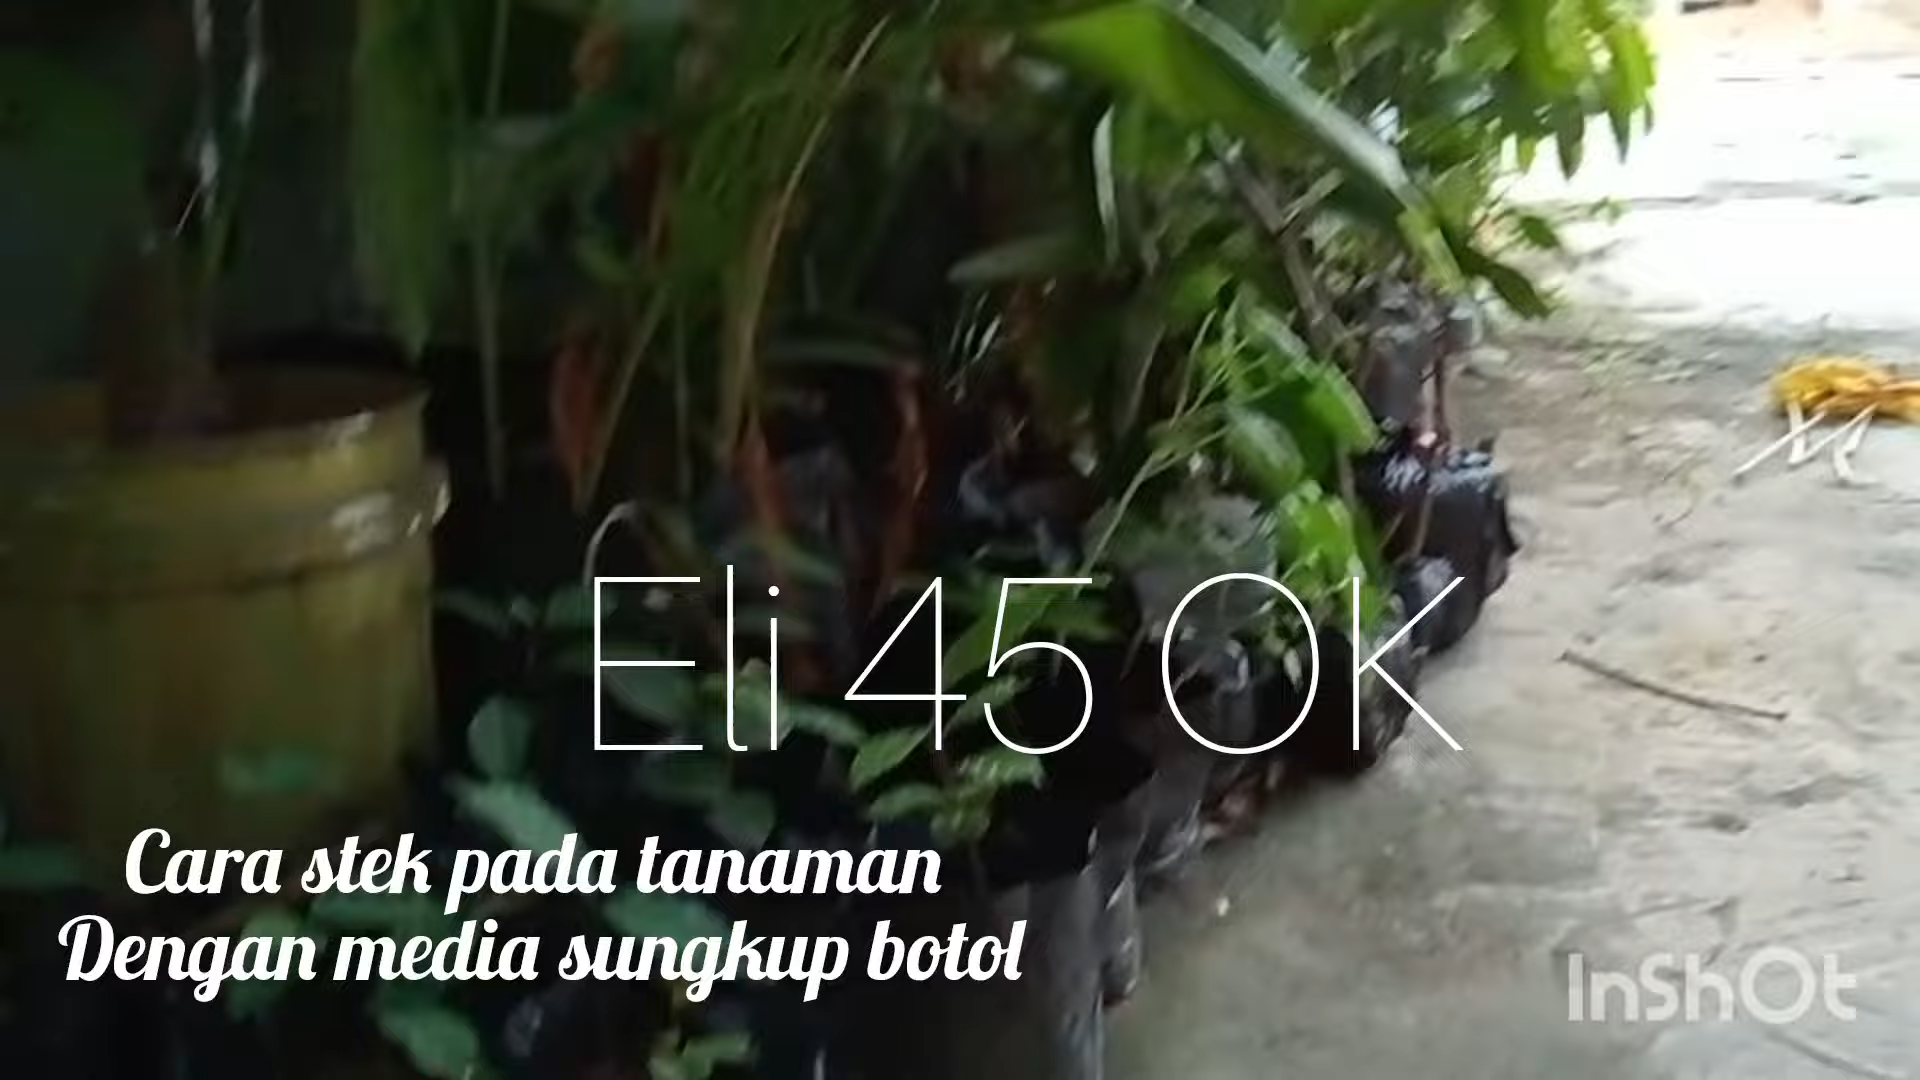 Eli 45 OK
Cara stek pada tanaman
Dengan media sungkup botol
InShOt